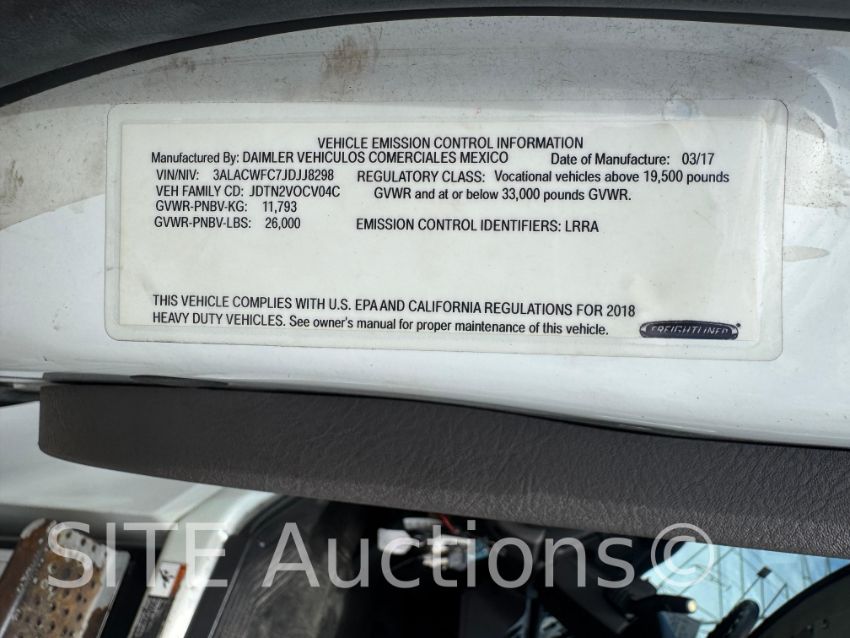 VEHICLE EMISSION CONTROL INFORMATION
Manufactured By: DAIMLER VEHICULOS COMERCIALES MEXICO Date of Manufacture: 03/17
VIN/NIV: 3ALACWFC7JDJJ8298 REGULATORY CLASS: Vocational vehicles above 19,500 pounds
VEH FAMILY CD: JDTN2VOCV04C GVWR and at or below 33,000 pounds GVWR.
GVWR-PNBV-KG: 11,793
GVWR-PNBV-LBS: 26,000 EMISSION CONTROL IDENTIFIERS: LRRA
THIS VEHICLE COMPLIES WITH U.S. EPA AND CALIFORNIA REGULATIONS FOR 2018
HEAVY DUTY VEHICLES. See owner's manual for proper maintenance of this vehicle.
FREIGHTLINER
SITE Auctions©